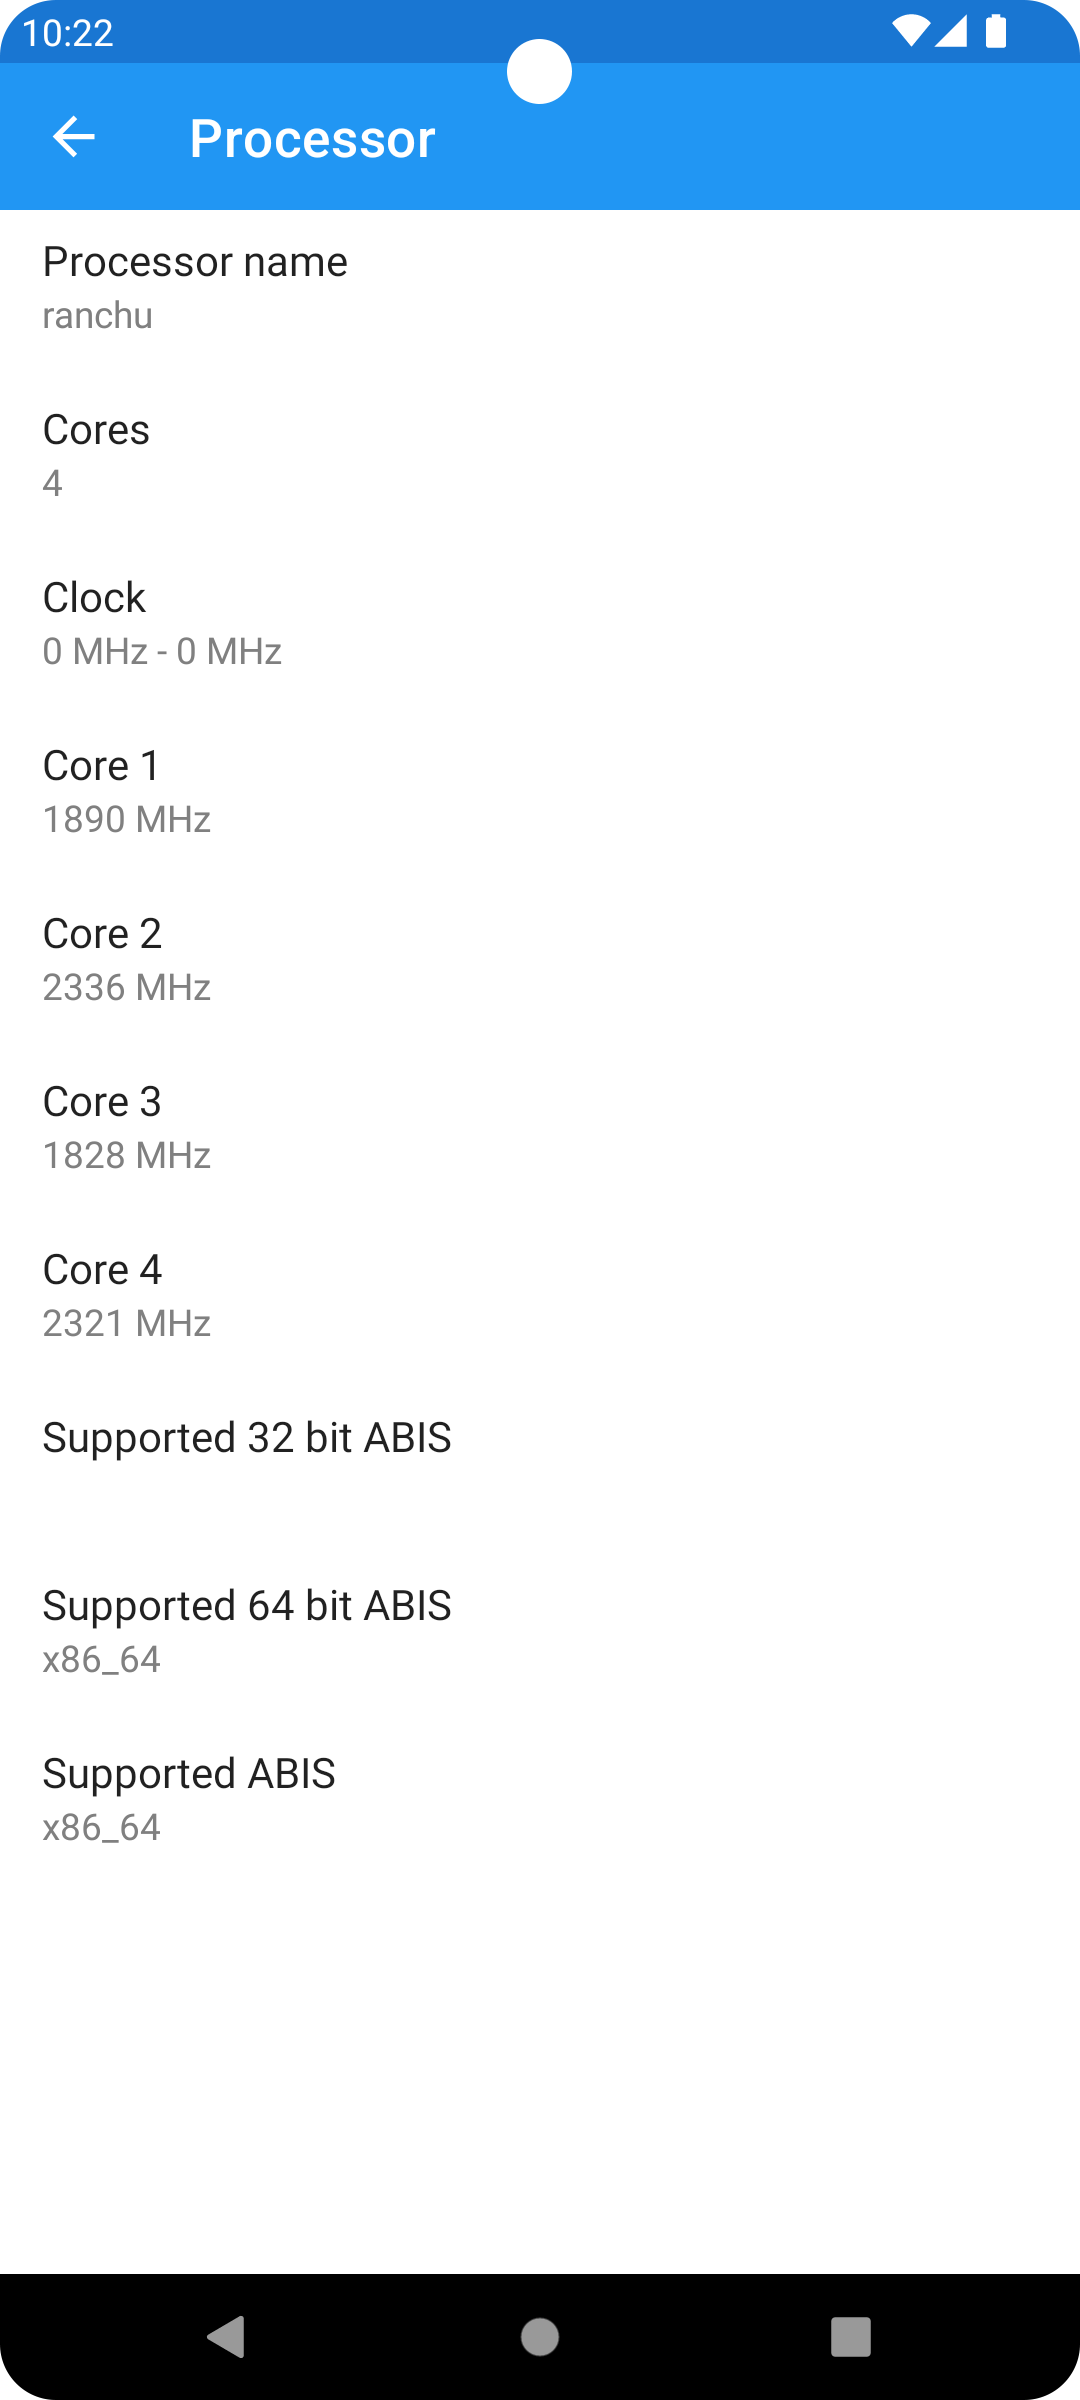 10:22
Processor
Processor name
ranchu
Cores
4
Clock
0 MHz - 0 MHz
Core 1
1890 MHz
Core 2
2336 MHz
Core 3
1828 MHz
Core 4
2321 MHz
Supported 32 bit ABIS
Supported 64 bit ABIS
x86_64
Supported ABIS
x86_64